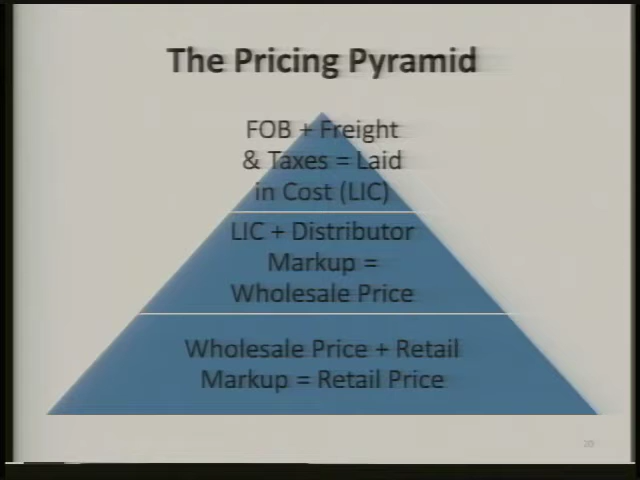 The Pricing Pyramid
FOB + Freight
& Taxes = Laid
in Cost (LIC)
LIC + Distributor
Markup =
Wholesale Price
Wholesale Price + Retail
Markup = Retail Price
20